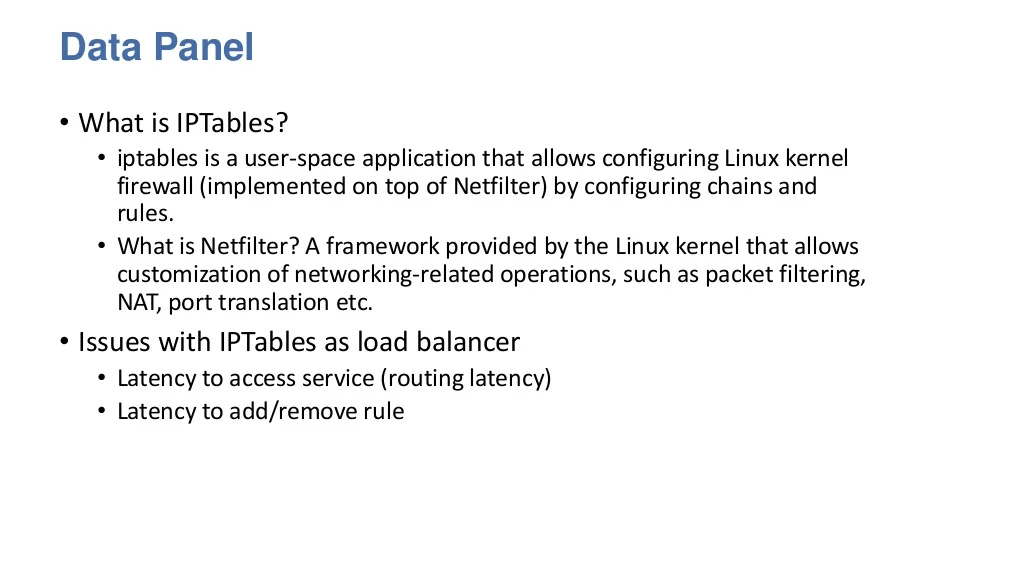 Data Panel
• What is IPTables?
• iptables is a user-space application that allows configuring Linux kernel
firewall (implemented on top of Netfilter) by configuring chains and
rules.
• What is Netfilter? A framework provided by the Linux kernel that allows
customization of networking-related operations, such as packet filtering,
NAT, port translation etc.
• Issues with IPTables as load balancer
• Latency to access service (routing latency)
• Latency to add/remove rule